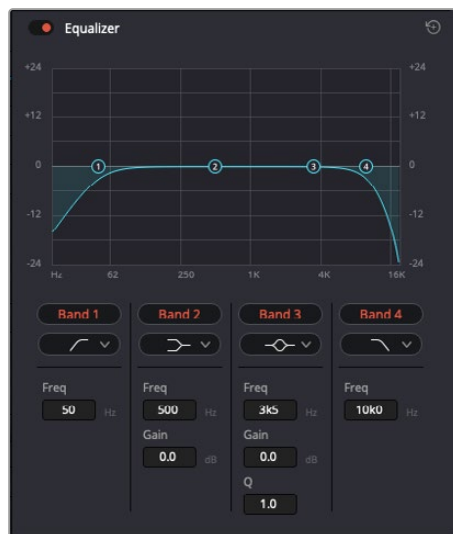 Equalizer
+24 +24
+12 +12
0 0
1 2 3 4
-12 -12
-24 -24
Hz 62 250 1K 4K 16K
Band 1 Band 2 Band 3 Band 4
Freq Freq Freq Freq
50 Hz 500 Hz 3k5 Hz 10k0 Hz
Gain Gain
0.0 dB 0.0 dB
Q
1.0